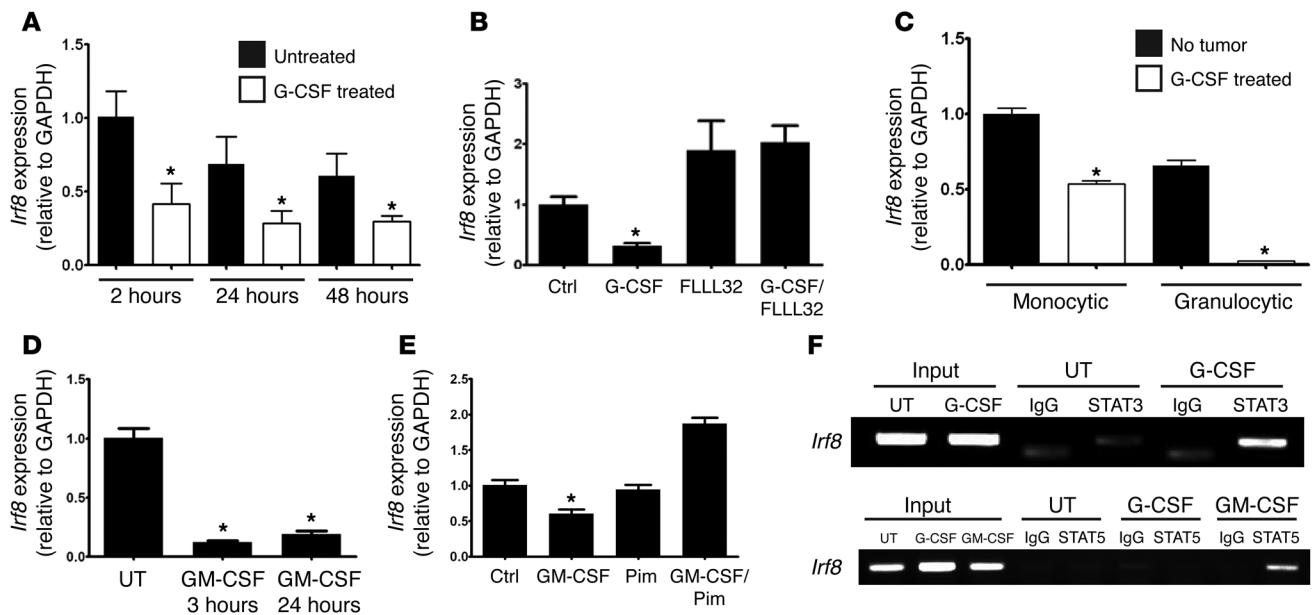 A
Irf8 expression
(relative to GAPDH)
1.5
1.0
0.5
0.0
Untreated
G-CSF treated
*
*
*
2 hours
24 hours
48 hours
B
Irf8 expression
(relative to GAPDH)
3
2
1
0
*
Ctrl
G-CSF
FLLL32
G-CSF/
FLLL32
C
Irf8 expression
(relative to GAPDH)
1.5
1.0
0.5
0.0
No tumor
G-CSF treated
*
*
Monocytic
Granulocytic
D
Irf8 expression
(relative to GAPDH)
1.5
1.0
0.5
0.0
*
*
UT
GM-CSF
3 hours
GM-CSF
24 hours
E
Irf8 expression
(relative to GAPDH)
2.5
2.0
1.5
1.0
0.5
0.0
*
Ctrl
GM-CSF
Pim
GM-CSF/
Pim
F
Input UT G-CSF
UT G-CSF IgG STAT3 IgG STAT3
Irf8
Input UT G-CSF GM-CSF
UT G-CSF GM-CSF IgG STAT5 IgG STAT5 IgG STAT5
Irf8